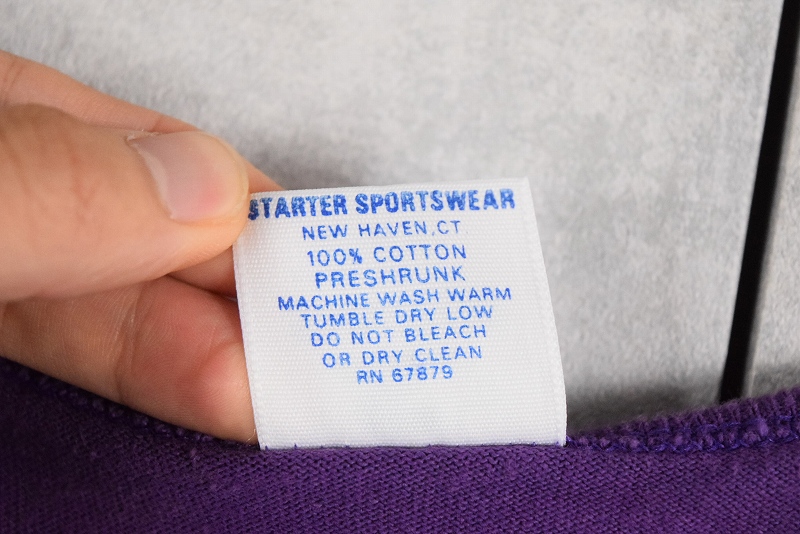 STARTER SPORTSWEAR
NEW HAVEN, CT
100% COTTON
PRESHRUNK
MACHINE WASH WARM
TUMBLE DRY LOW
DO NOT BLEACH
OR DRY CLEAN
RN 67879